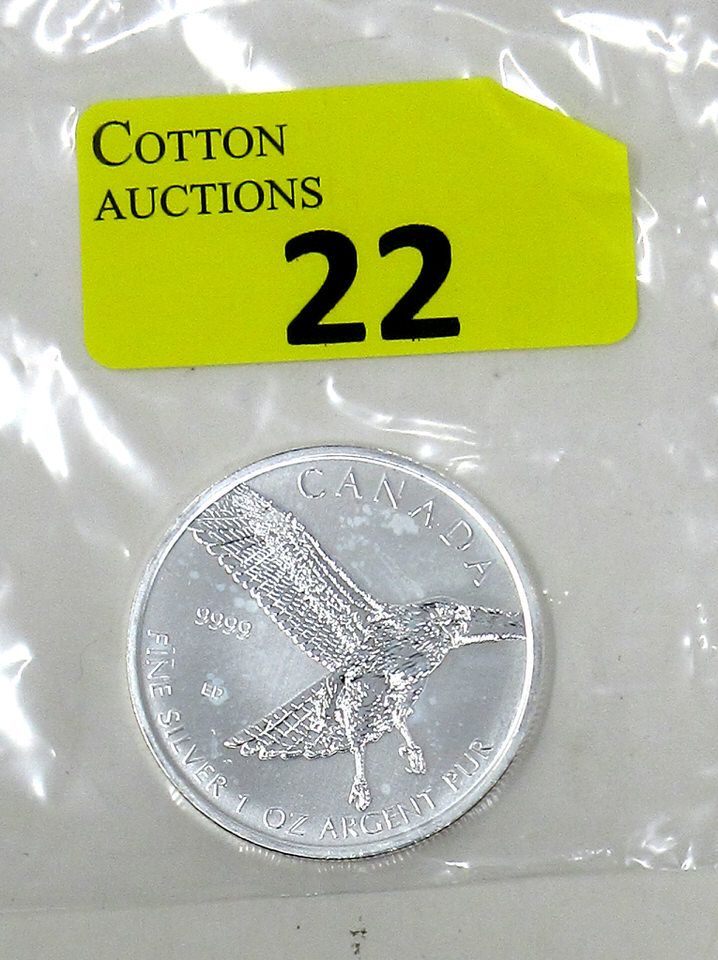 COTTON
AUCTIONS
22
CANADA
9999
EP
FINE SILVER 1 OZ ARGENT PUR